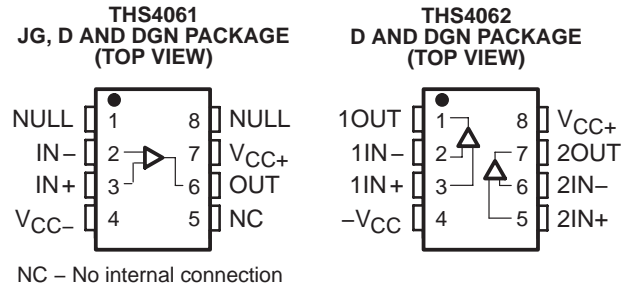 THS4061
JG, D AND DGN PACKAGE
(TOP VIEW)
NULL 1 8 NULL
IN− 2 7 VCC+
IN+ 3 6 OUT
VCC− 4 5 NC
NC − No internal connection
THS4062
D AND DGN PACKAGE
(TOP VIEW)
1OUT 1 8 VCC+
1IN− 2 7 2OUT
1IN+ 3 6 2IN−
−VCC 4 5 2IN+